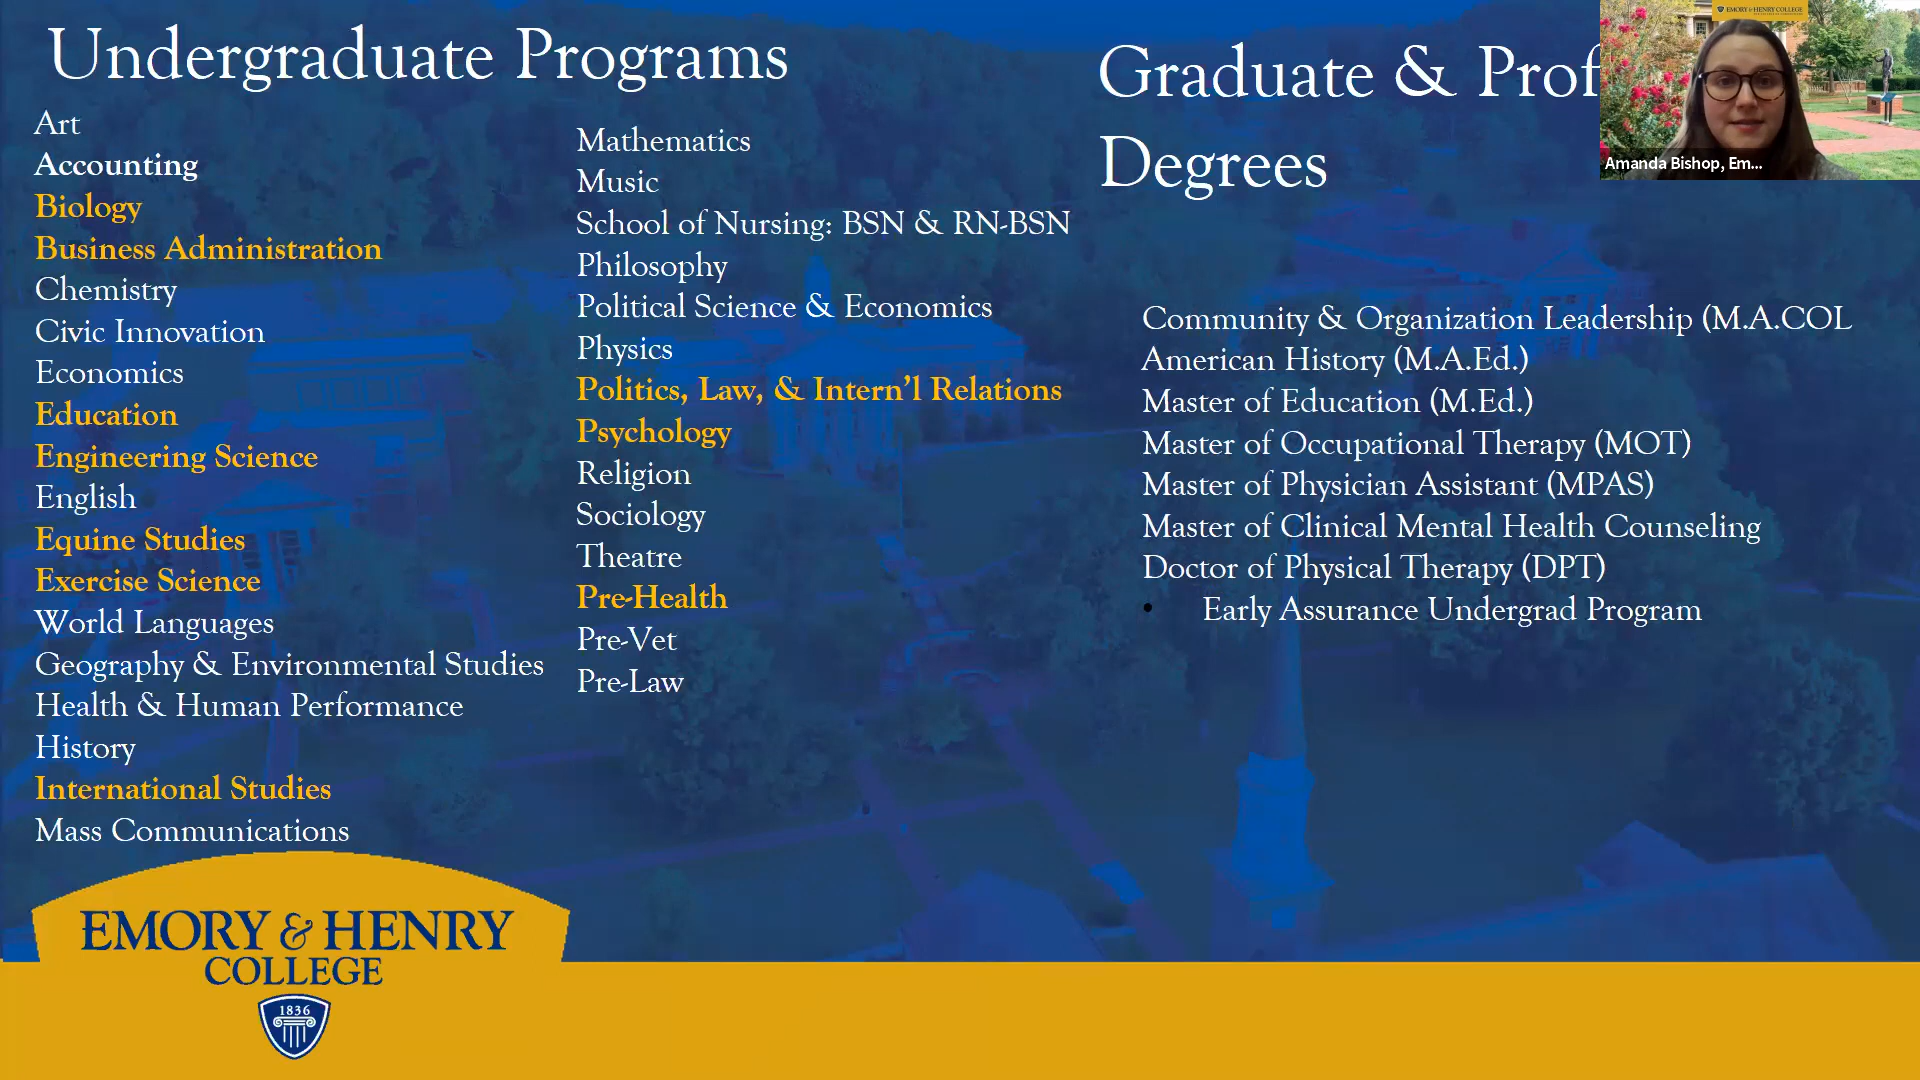 Undergraduate Programs
Art
Accounting
Biology
Business Administration
Chemistry
Civic Innovation
Economics
Education
Engineering Science
English
Equine Studies
Exercise Science
World Languages
Geography & Environmental Studies
Health & Human Performance
History
International Studies
Mass Communications
Mathematics
Music
School of Nursing: BSN & RN-BSN
Philosophy
Political Science & Economics
Physics
Politics, Law, & Intern’l Relations
Psychology
Religion
Sociology
Theatre
Pre-Health
Pre-Vet
Pre-Law
Graduate & Prof
Degrees
Community & Organization Leadership (M.A.COL
American History (M.A.Ed.)
Master of Education (M.Ed.)
Master of Occupational Therapy (MOT)
Master of Physician Assistant (MPAS)
Master of Clinical Mental Health Counseling
Doctor of Physical Therapy (DPT)
• Early Assurance Undergrad Program
EMORY & HENRY COLLEGE
Amanda Bishop, Em...
EMORY & HENRY
COLLEGE
1836